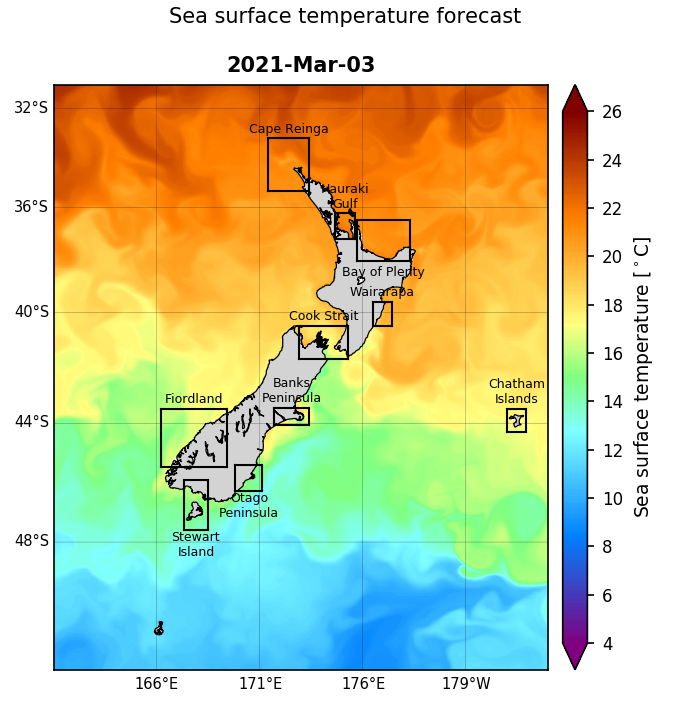 Sea surface temperature forecast
2021-Mar-03
32°S
36°S
40°S
44°S
48°S
166°E
171°E
176°E
179°W
Cape Reinga
Hauraki
Gulf
Bay of Plenty
Wairarapa
Cook Strait
Banks
Peninsula
Fiordland
Chatham
Islands
Otago
Peninsula
Stewart
Island
26
24
22
20
18
16
14
12
10
8
6
4
Sea surface temperature [°C]